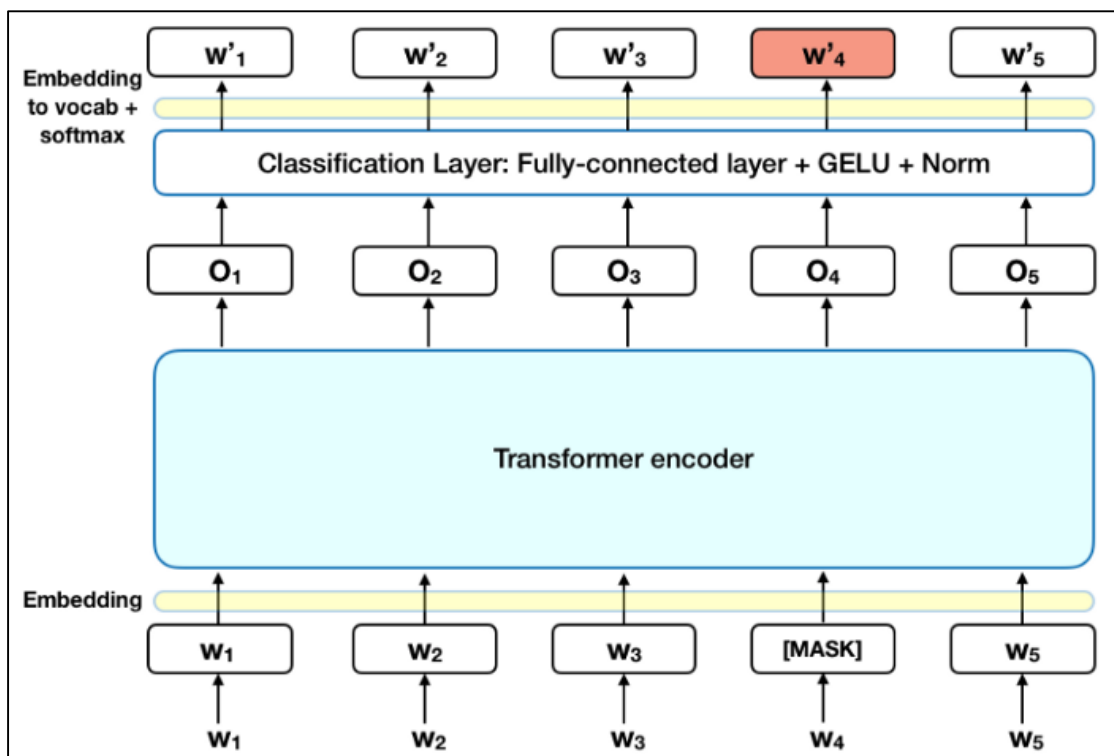 w'₁ w'₂ w'₃ w'₄ w'₅
Embedding
to vocab +
softmax
Classification Layer: Fully-connected layer + GELU + Norm
O₁ O₂ O₃ O₄ O₅
Transformer encoder
Embedding
W₁ W₂ W₃ [MASK] W₅
W₁ W₂ W₃ W₄ W₅